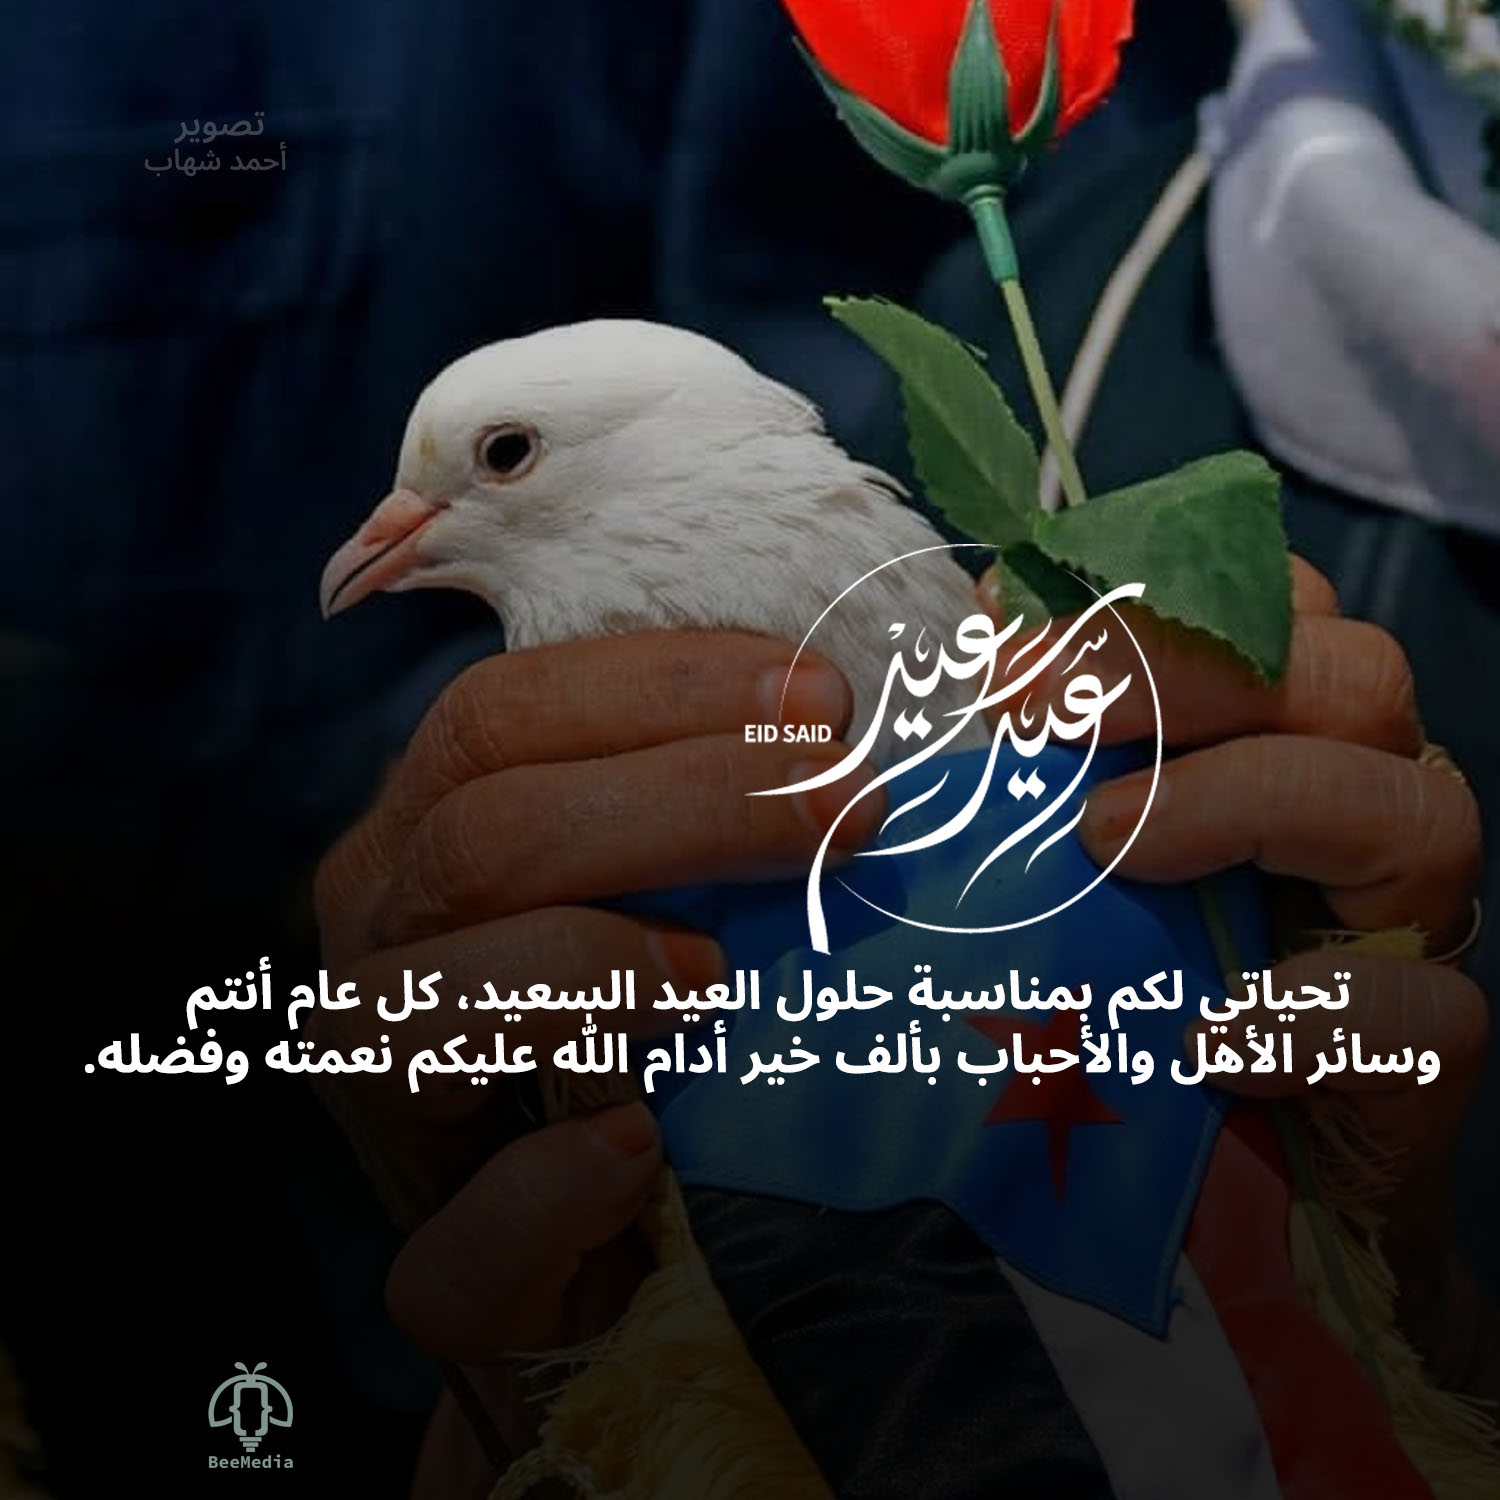 تصوير
أحمد شهاب
عيد سعيد
EID SAID
تحياتي لكم بمناسبة حلول العيد السعيد، كل عام أنتم
وسائر الأهل والأحباب بألف خير أدام الله عليكم نعمته وفضله.
BeeMedia